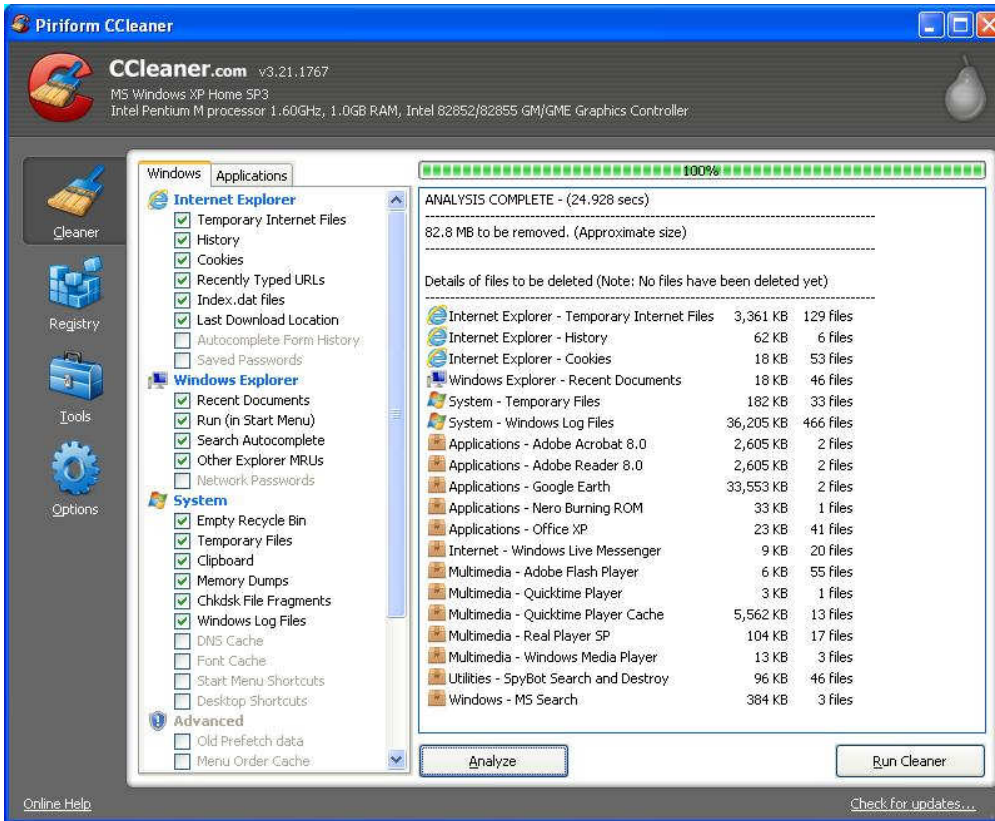 Piriform CCleaner
CCleaner.com v3.21.1767
MS Windows XP Home SP3
Intel Pentium M processor 1.60GHz, 1.0GB RAM, Intel 82852/82855 GM/GME Graphics Controller
Cleaner
Registry
Tools
Options
Windows
Applications
Internet Explorer
Temporary Internet Files
History
Cookies
Recently Typed URLs
Index.dat files
Last Download Location
Autocomplete Form History
Saved Passwords
Windows Explorer
Recent Documents
Run (in Start Menu)
Search Autocomplete
Other Explorer MRUs
Network Passwords
System
Empty Recycle Bin
Temporary Files
Clipboard
Memory Dumps
Chkdsk File Fragments
Windows Log Files
DNS Cache
Font Cache
Start Menu Shortcuts
Desktop Shortcuts
Advanced
Old Prefetch data
Menu Order Cache
100%
ANALYSIS COMPLETE - (24.928 secs)
82.8 MB to be removed. (Approximate size)
Details of files to be deleted (Note: No files have been deleted yet)
Internet Explorer - Temporary Internet Files 3,361 KB 129 files
Internet Explorer - History 62 KB 6 files
Internet Explorer - Cookies 18 KB 53 files
Windows Explorer - Recent Documents 18 KB 46 files
System - Temporary Files 182 KB 33 files
System - Windows Log Files 36,205 KB 466 files
Applications - Adobe Acrobat 8.0 2,605 KB 2 files
Applications - Adobe Reader 8.0 2,605 KB 2 files
Applications - Google Earth 33,553 KB 2 files
Applications - Nero Burning ROM 33 KB 1 files
Applications - Office XP 23 KB 41 files
Internet - Windows Live Messenger 9 KB 20 files
Multimedia - Adobe Flash Player 6 KB 55 files
Multimedia - Quicktime Player 3 KB 1 files
Multimedia - Quicktime Player Cache 5,562 KB 13 files
Multimedia - Real Player SP 104 KB 17 files
Multimedia - Windows Media Player 13 KB 3 files
Utilities - SpyBot Search and Destroy 96 KB 46 files
Windows - MS Search 384 KB 3 files
Analyze
Run Cleaner
Online Help
Check for updates...